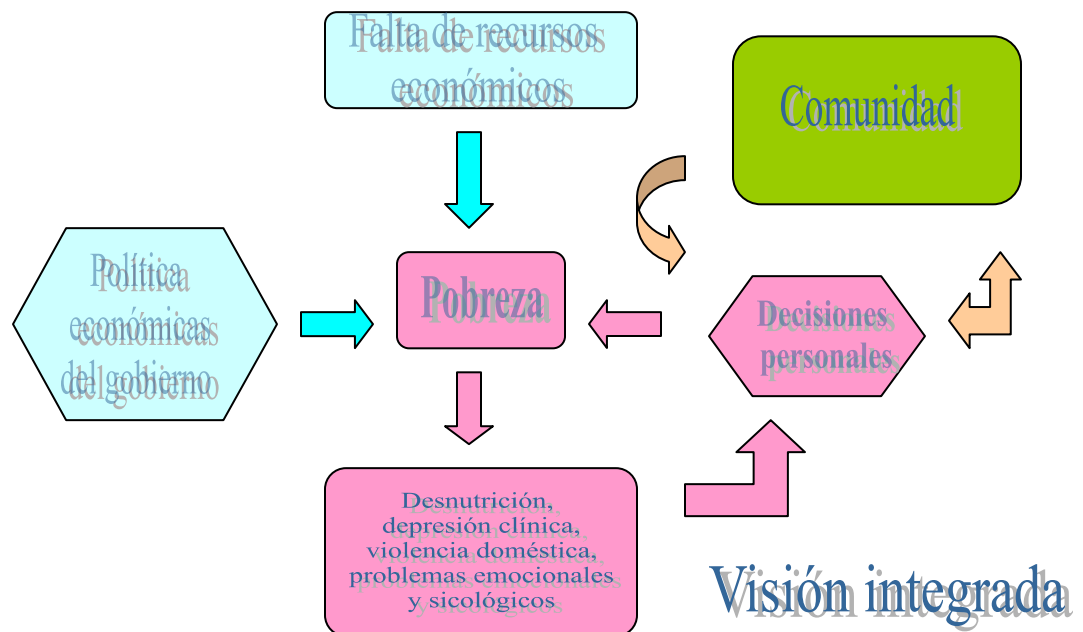 Falta de recursos
económicos
Comunidad
Política
económicas
del gobierno
Pobreza
Decisiones
personales
Desnutrición,
depresión clínica,
violencia doméstica,
problemas emocionales
y sicológicos
Visión integrada